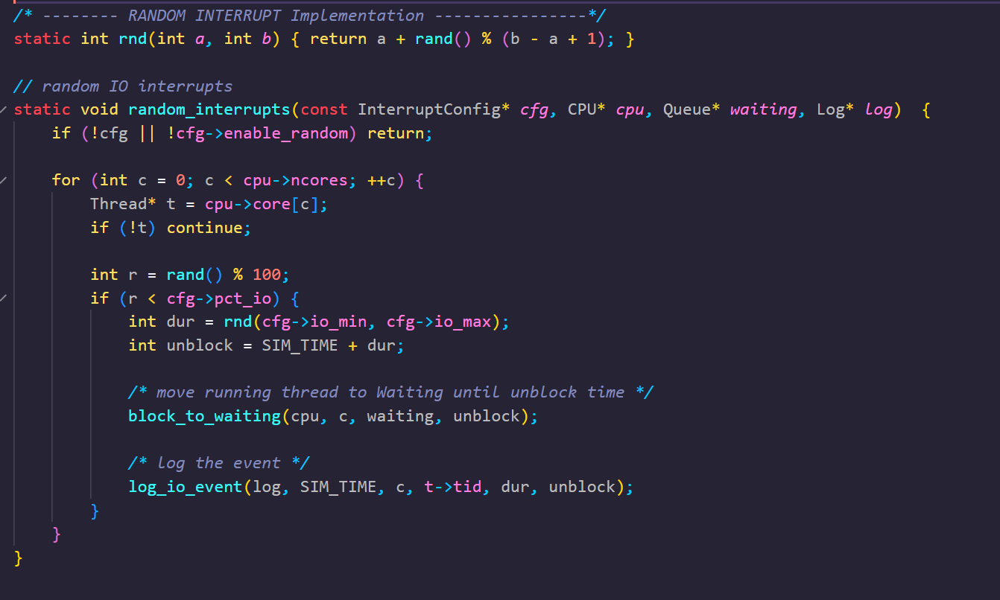 /* -------- RANDOM INTERRUPT Implementation ----------------*/
static int rnd(int a, int b) { return a + rand() % (b - a + 1); }
// random IO interrupts
static void random_interrupts(const InterruptConfig* cfg, CPU* cpu, Queue* waiting, Log* log)  {
    if (!cfg || !cfg->enable_random) return;
    for (int c = 0; c < cpu->ncores; ++c) {
        Thread* t = cpu->core[c];
        if (!t) continue;
        int r = rand() % 100;
        if (r < cfg->pct_io) {
            int dur = rnd(cfg->io_min, cfg->io_max);
            int unblock = SIM_TIME + dur;
            /* move running thread to Waiting until unblock time */
            block_to_waiting(cpu, c, waiting, unblock);
            /* log the event */
            log_io_event(log, SIM_TIME, c, t->tid, dur, unblock);
        }
    }
}